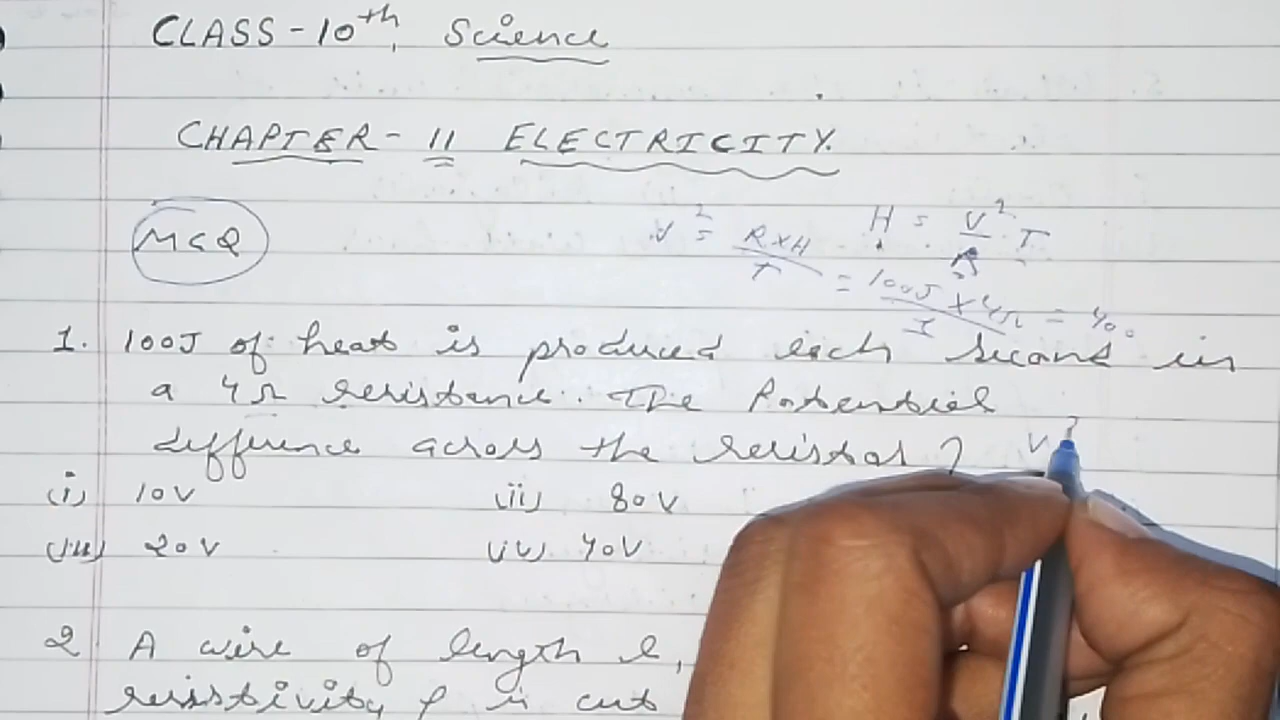 CLASS-10th, Science
CHAPTER-11 ELECTRICITY.
MCQ
V² = R×H / T
H = V² / R T
= 100J × 4Ω / 1 = 400
1. 100J of heat is produced each second in
a 4Ω resistance. The Potential
difference across the resistor ?
V²
(i) 10V (ii) 80V
(iii) 20V (iv) 40V
2. A wire of length l,
resistivity ρ is cut